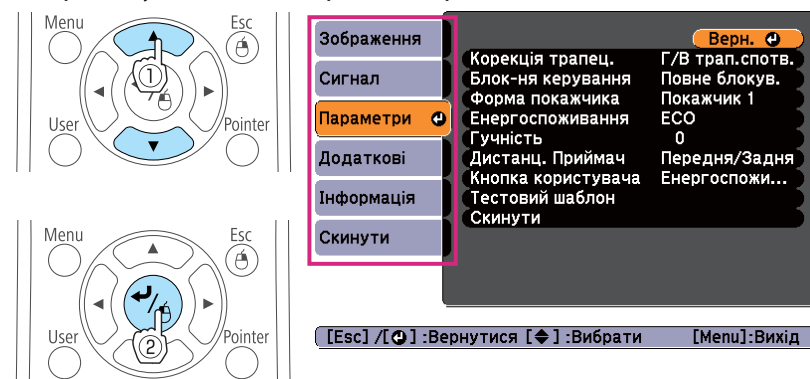 Menu
Esc
①
User
Pointer
Menu
Esc
User
Pointer
②
Зображення
Сигнал
Параметри
Додаткові
Інформація
Скинути
Верн.
Корекція трапец. Г/В трап.спотв.
Блок-ня керування Повне блокув.
Форма покажчика Покажчик 1
Енергоспоживання ECO
Гучність 0
Дистанц. Приймач Передня/Задня
Кнопка користувача Енергоспожи...
Тестовий шаблон
Скинути
[Esc] /[ ] :Вернутися [ ] :Вибрати [Menu]:Вихід